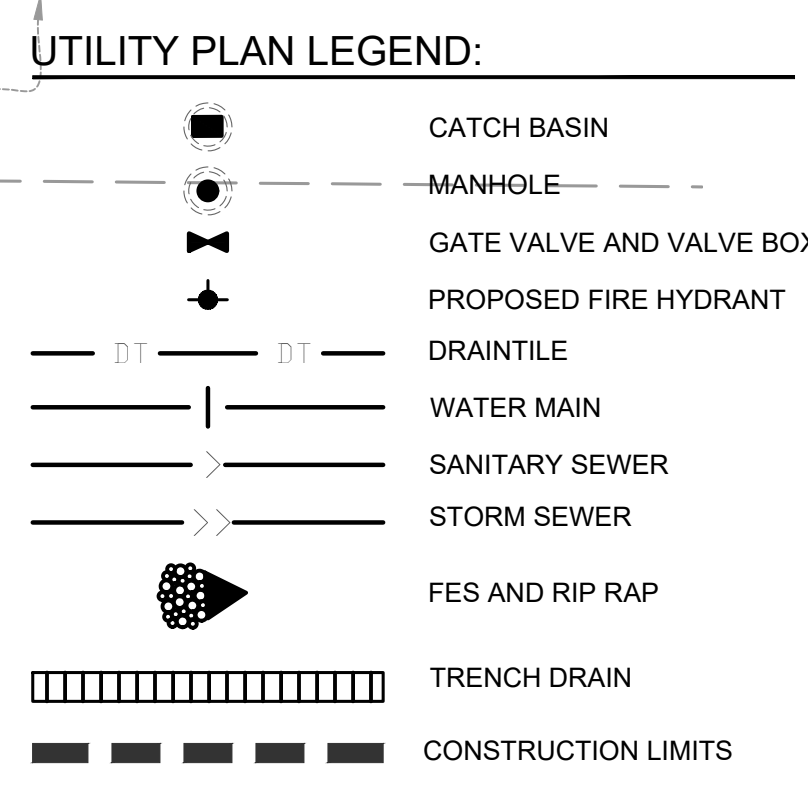 UTILITY PLAN LEGEND:
CATCH BASIN
MANHOLE
GATE VALVE AND VALVE BOX
PROPOSED FIRE HYDRANT
DT DT DRAINTILE
WATER MAIN
> SANITARY SEWER
>> STORM SEWER
FES AND RIP RAP
TRENCH DRAIN
CONSTRUCTION LIMITS